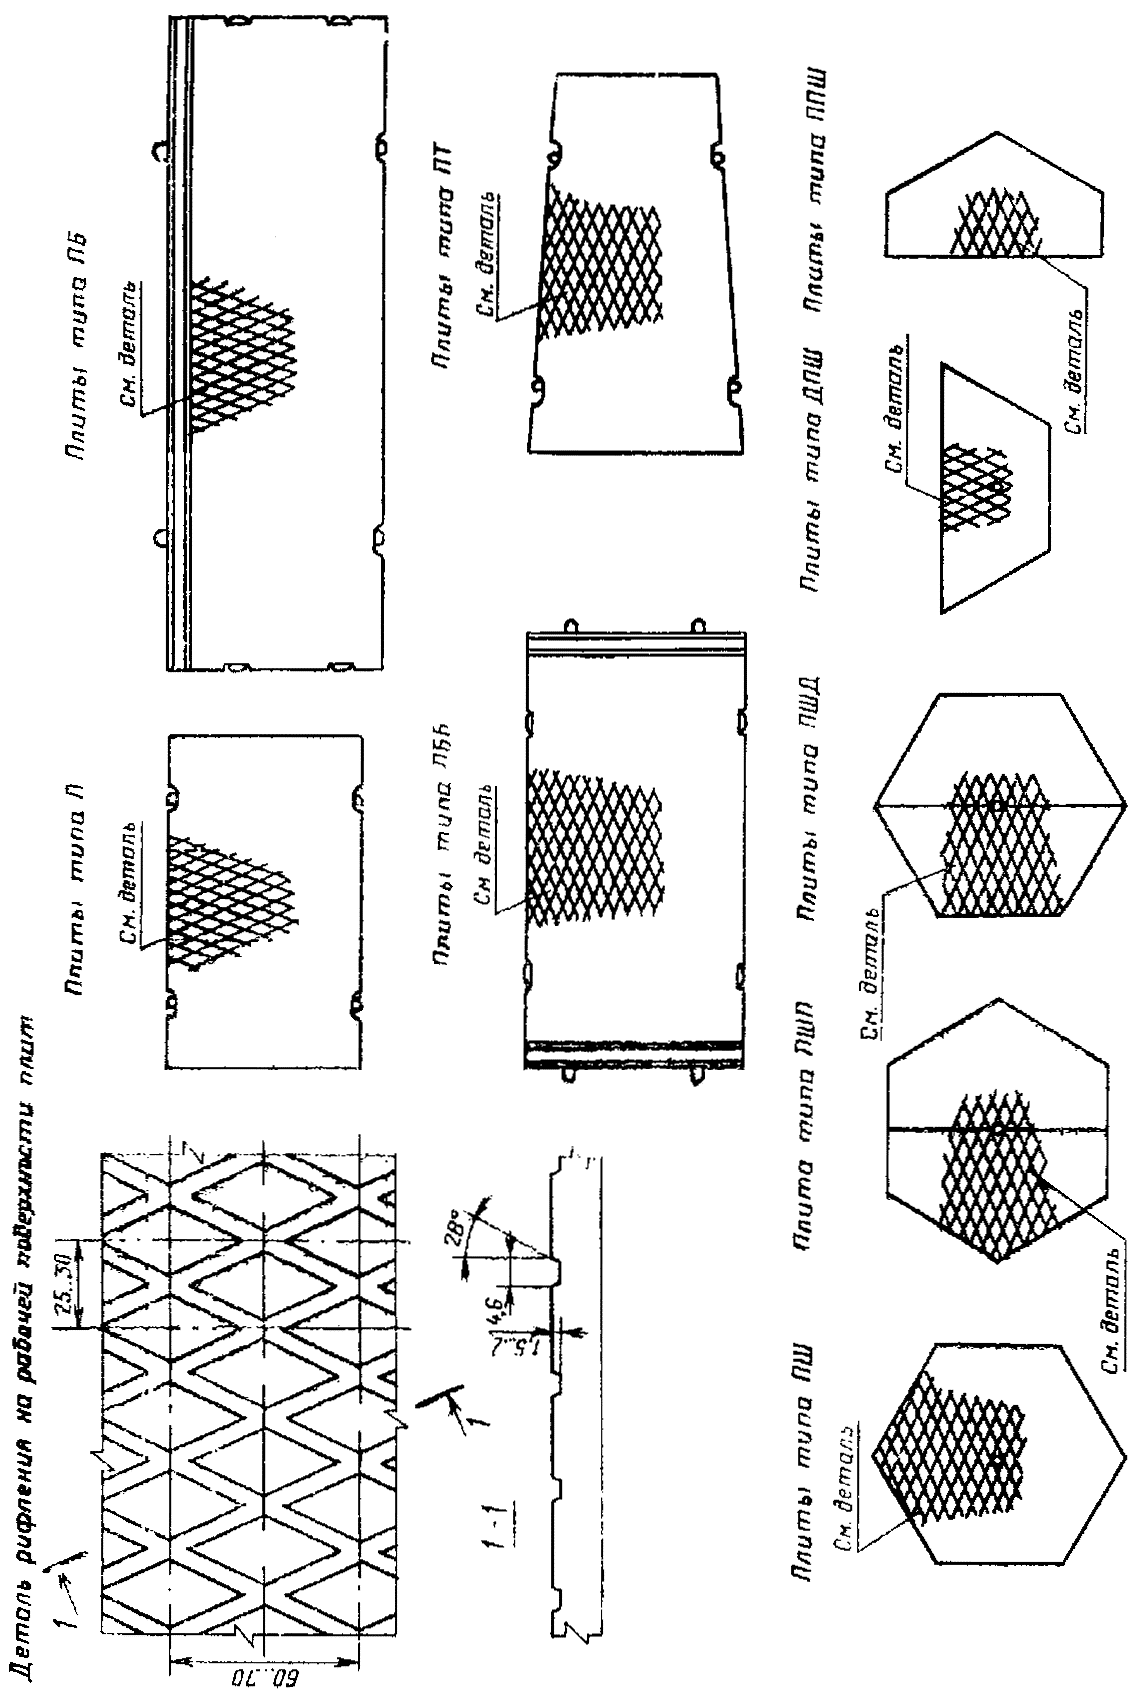 Деталь рифления на рабочей поверхности плит
1
1
60...70
25...30
1-1
1,5...2
4,6
28°
Плиты типа П
См. деталь
Плиты типа ПБ
См. деталь
Плиты типа ПББ
См деталь
Плиты типа ПТ
См. деталь
Плиты типа ПШ
См. деталь
Плита типа ПШП
См. деталь
Плиты типа ПШД
См. деталь
Плиты типа ДПШ
См. деталь
Плиты типа ППШ
См. деталь